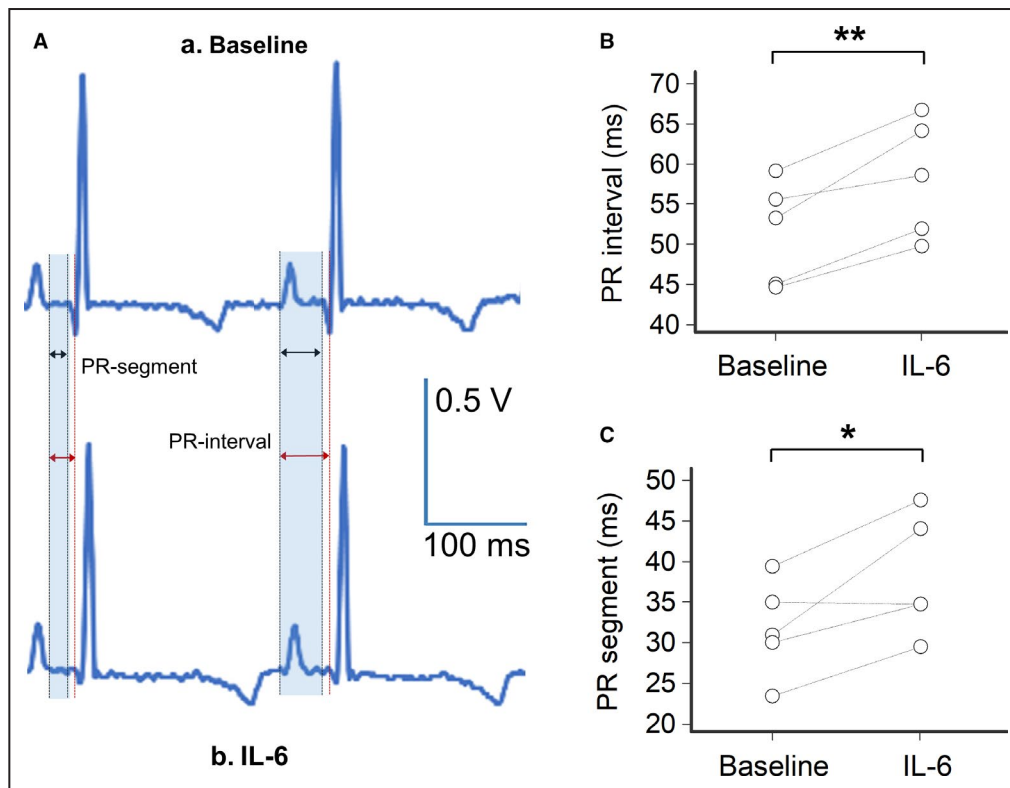 A
a. Baseline
PR-segment
PR-interval
0.5 V
100 ms
b. IL-6
B
**
PR interval (ms)
70
65
60
55
50
45
40
Baseline
IL-6
C
*
PR segment (ms)
50
45
40
35
30
25
20
Baseline
IL-6